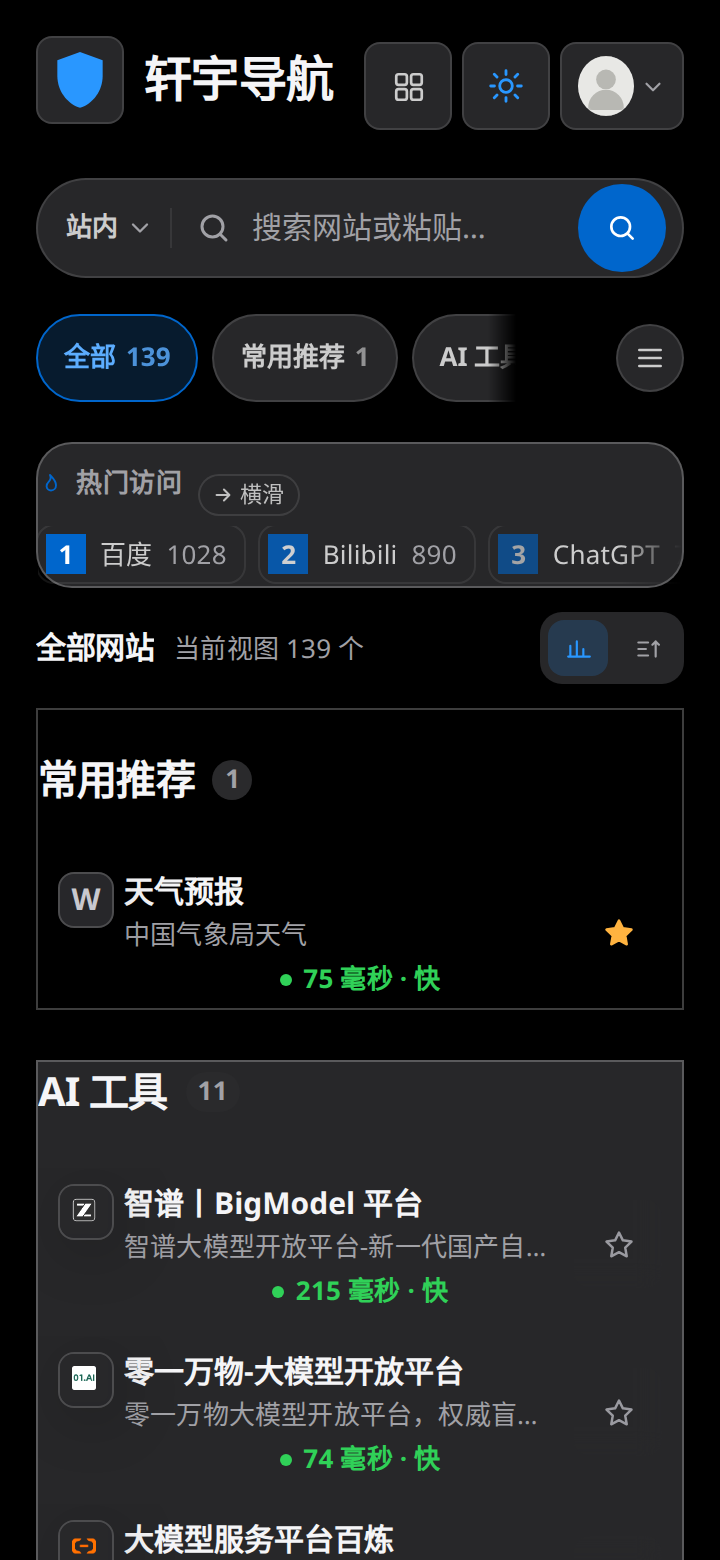 轩宇导航
站内 搜索网站或粘贴...
全部 139 常用推荐 1 AI 工具
热门访问 → 横滑
1 百度 1028 2 Bilibili 890 3 ChatGPT
全部网站 当前视图 139 个
常用推荐 1
W 天气预报
中国气象局天气
75 毫秒 · 快
AI 工具 11
智谱丨BigModel 平台
智谱大模型开放平台-新一代国产自...
215 毫秒 · 快
01.AI 零一万物-大模型开放平台
零一万物大模型开放平台，权威盲...
74 毫秒 · 快
大模型服务平台百炼